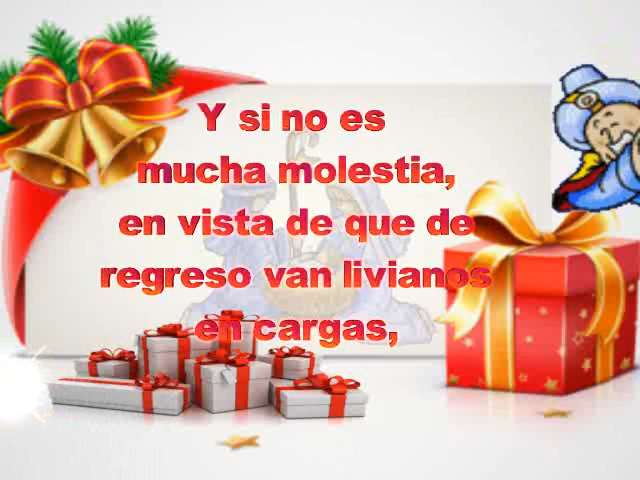 Y si no es
mucha molestia,
en vista de que de
regreso van livianos
en cargas,